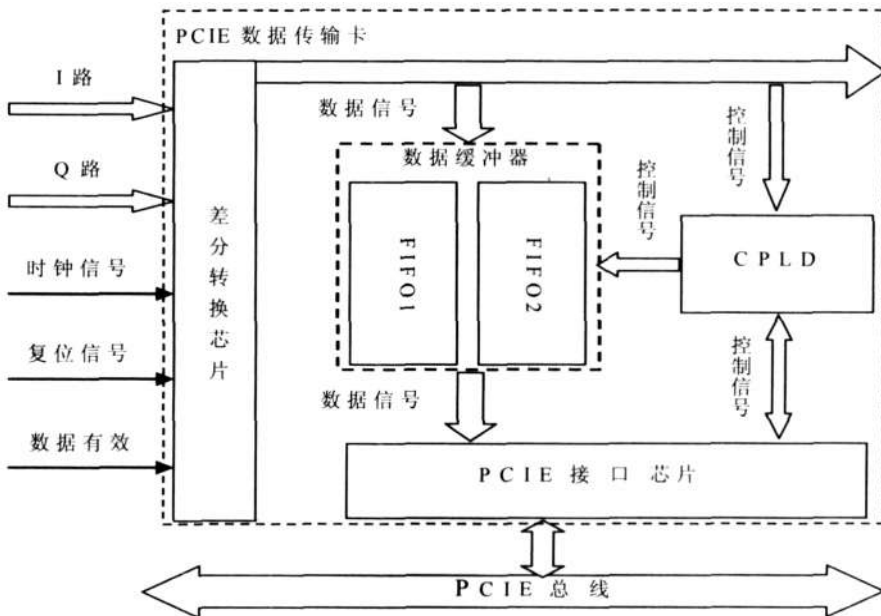 PCIE 数据传输卡
I 路
Q 路
时钟信号
复位信号
数据有效
差分转换芯片
数据信号
控制信号
数据缓冲器
FIFO1
FIFO2
控制信号
CPLD
数据信号
控制信号
PCIE 接口 芯片
PCIE 总线